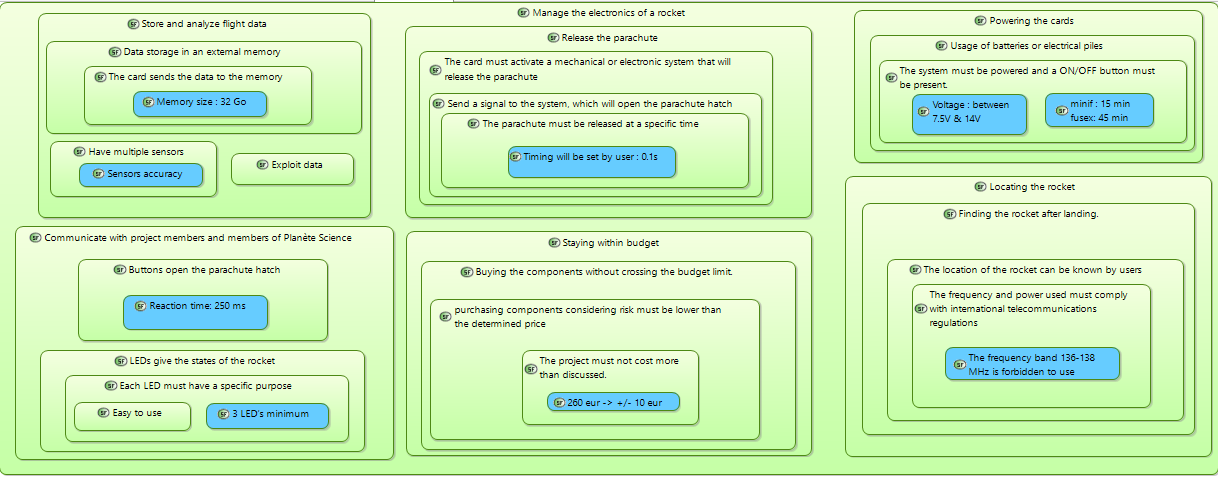 Manage the electronics of a rocket
Store and analyze flight data
Data storage in an external memory
The card sends the data to the memory
Memory size : 32 Go
Have multiple sensors
Sensors accuracy
Exploit data
Release the parachute
The card must activate a mechanical or electronic system that will
release the parachute
Send a signal to the system, which will open the parachute hatch
The parachute must be released at a specific time
Timing will be set by user : 0.1s
Powering the cards
Usage of batteries or electrical piles
The system must be powered and a ON/OFF button must
be present.
Voltage : between
7.5V & 14V
minif : 15 min
fusex: 45 min
Communicate with project members and members of Planète Science
Buttons open the parachute hatch
Reaction time: 250 ms
LEDs give the states of the rocket
Each LED must have a specific purpose
Easy to use
3 LED's minimum
Staying within budget
Buying the components without crossing the budget limit.
purchasing components considering risk must be lower than
the determined price
The project must not cost more
than discussed.
260 eur -> +/- 10 eur
Locating the rocket
Finding the rocket after landing.
The location of the rocket can be known by users
The frequency and power used must comply
with international telecommunications
regulations
The frequency band 136-138
MHz is forbidden to use